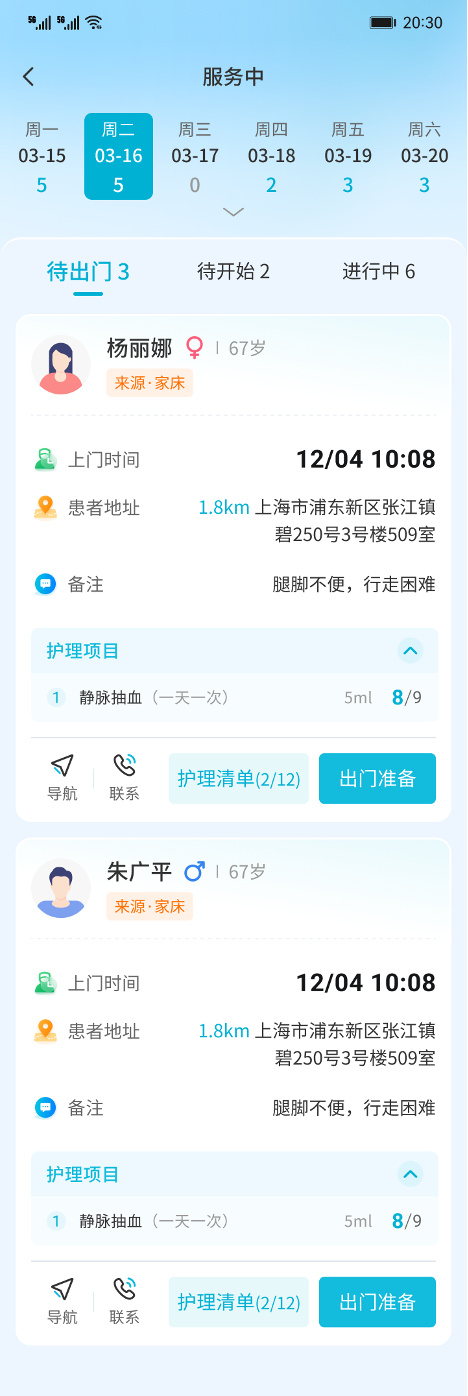 5G 5G 20:30
服务中
周一 周二 周三 周四 周五 周六
03-15 03-16 03-17 03-18 03-19 03-20
5 5 0 2 3 3
待出门 3 待开始 2 进行中 6
杨丽娜 67岁
来源·家床
上门时间 12/04 10:08
患者地址 1.8km 上海市浦东新区张江镇
碧250号3号楼509室
备注 腿脚不便，行走困难
护理项目
1 静脉抽血（一天一次） 5ml 8/9
导航 联系 护理清单(2/12) 出门准备
朱广平 67岁
来源·家床
上门时间 12/04 10:08
患者地址 1.8km 上海市浦东新区张江镇
碧250号3号楼509室
备注 腿脚不便，行走困难
护理项目
1 静脉抽血（一天一次） 5ml 8/9
导航 联系 护理清单(2/12) 出门准备